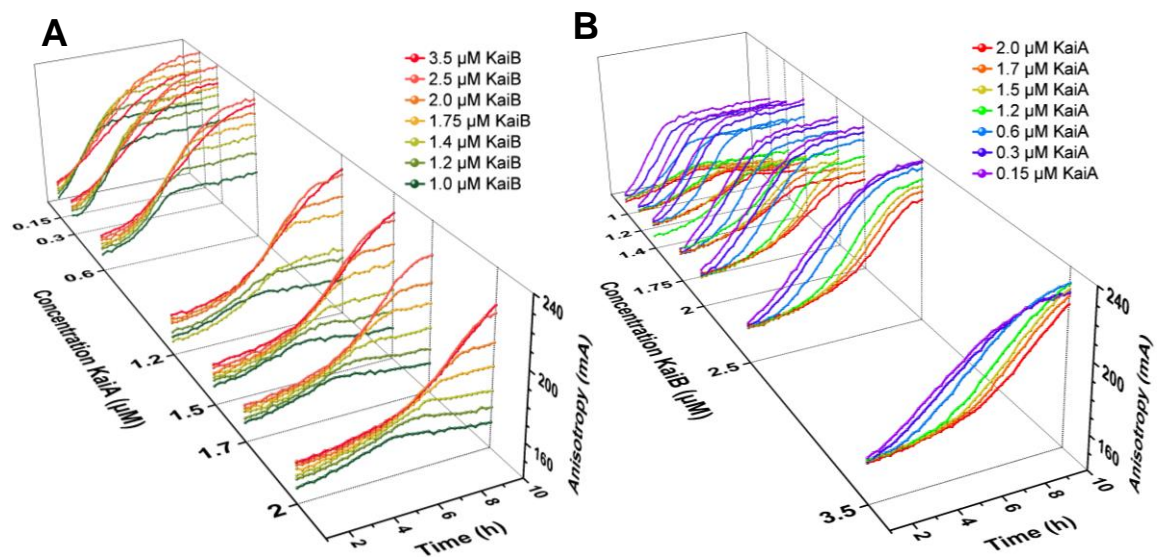 A
3.5 µM KaiB
2.5 µM KaiB
2.0 µM KaiB
1.75 µM KaiB
1.4 µM KaiB
1.2 µM KaiB
1.0 µM KaiB
0.15
0.3
0.6
1.2
1.5
1.7
2
Concentration KaiA (µM)
2
4
6
8
10
Time (h)
160
200
240
Anisotropy (mA)
B
2.0 µM KaiA
1.7 µM KaiA
1.5 µM KaiA
1.2 µM KaiA
0.6 µM KaiA
0.3 µM KaiA
0.15 µM KaiA
1
1.2
1.4
1.75
2
2.5
3.5
Concentration KaiB (µM)
2
4
6
8
10
Time (h)
160
200
240
Anisotropy (mA)